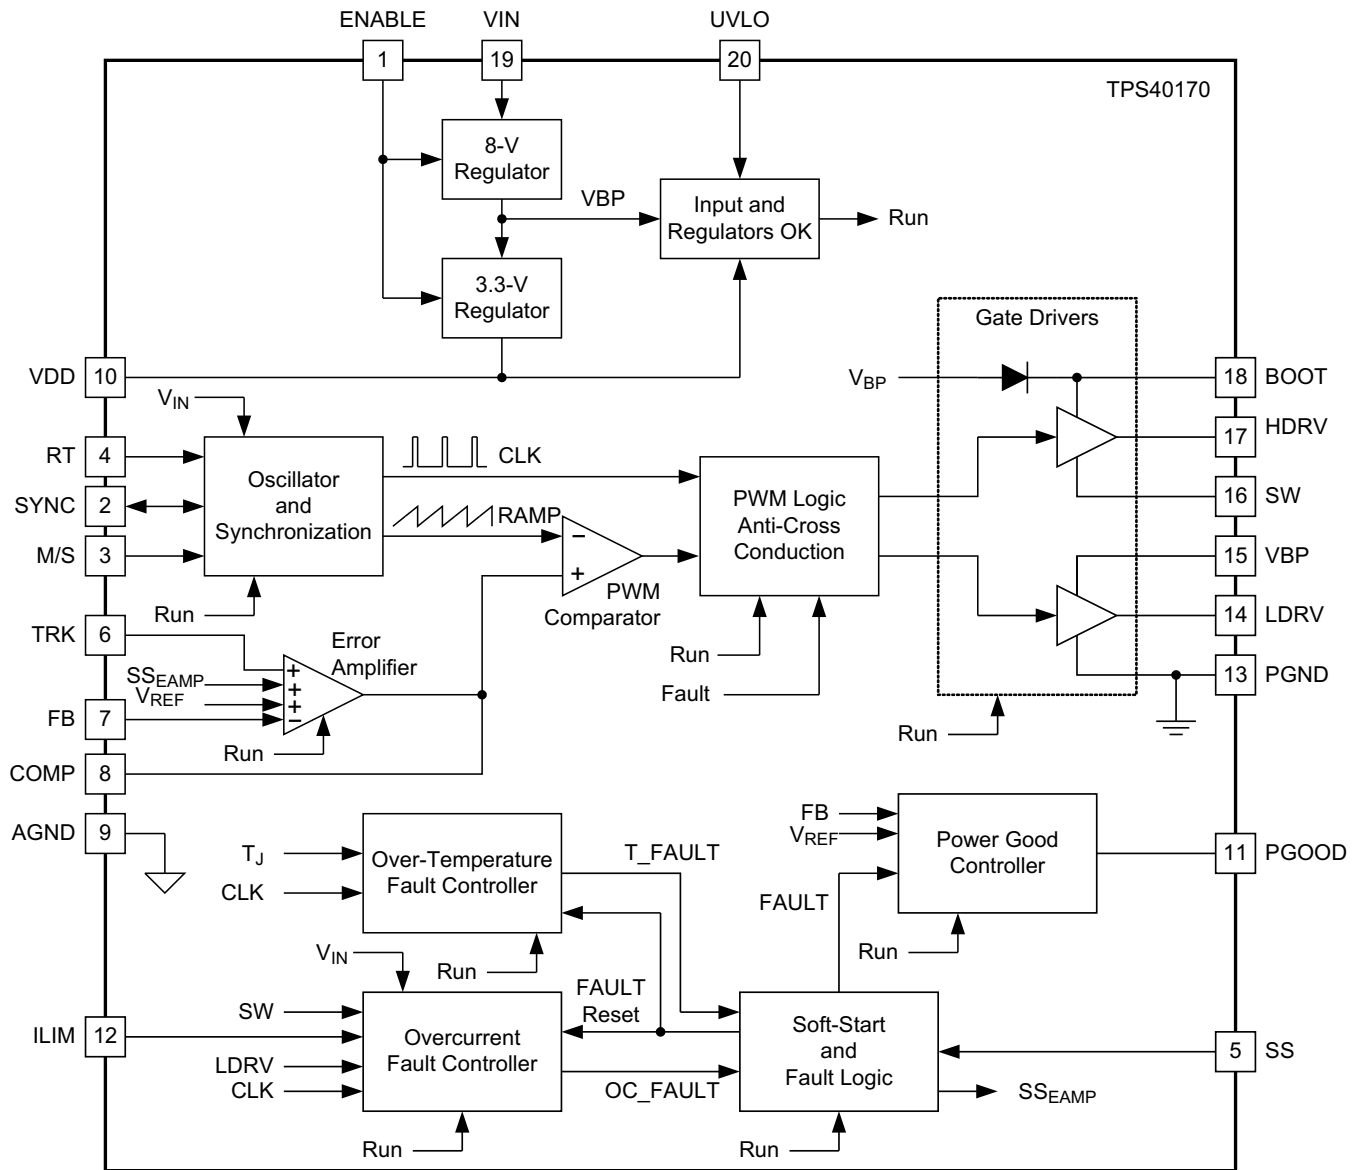 ENABLE
VIN
UVLO
1
19
20
TPS40170
8-V
Regulator
VBP
Input and
Regulators OK
Run
3.3-V
Regulator
Gate Drivers
VDD
10
VBP
18
BOOT
VIN
RT
4
Oscillator
and
Synchronization
CLK
17
HDRV
SYNC
2
RAMP
PWM Logic
Anti-Cross
Conduction
16
SW
M/S
3
−
+
PWM
Comparator
15
VBP
Run
TRK
6
Error
Amplifier
14
LDRV
SSEAMP
VREF
+
+
+
−
Run
Fault
13
PGND
FB
7
Run
Run
COMP
8
AGND
9
FB
VREF
Power Good
Controller
11
PGOOD
TJ
CLK
Over-Temperature
Fault Controller
T_FAULT
FAULT
Run
VIN
Run
FAULT
Reset
SW
ILIM
12
LDRV
CLK
Overcurrent
Fault Controller
OC_FAULT
Soft-Start
and
Fault Logic
5
SS
SSEAMP
Run
Run